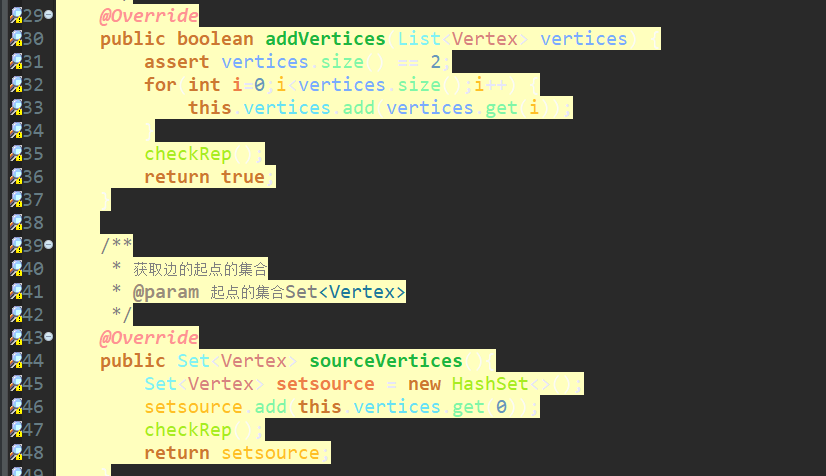 29 @Override
30 public boolean addVertices(List<Vertex> vertices) {
31 assert vertices.size() == 2;
32 for(int i=0;i<vertices.size();i++) {
33 this.vertices.add(vertices.get(i));
34 }
35 checkRep();
36 return true;
37 }
38
39 /**
40 * 获取边的起点的集合
41 * @param 起点的集合Set<Vertex>
42 */
43 @Override
44 public Set<Vertex> sourceVertices() {
45 Set<Vertex> setsource = new HashSet<>();
46 setsource.add(this.vertices.get(0));
47 checkRep();
48 return setsource;
49 }